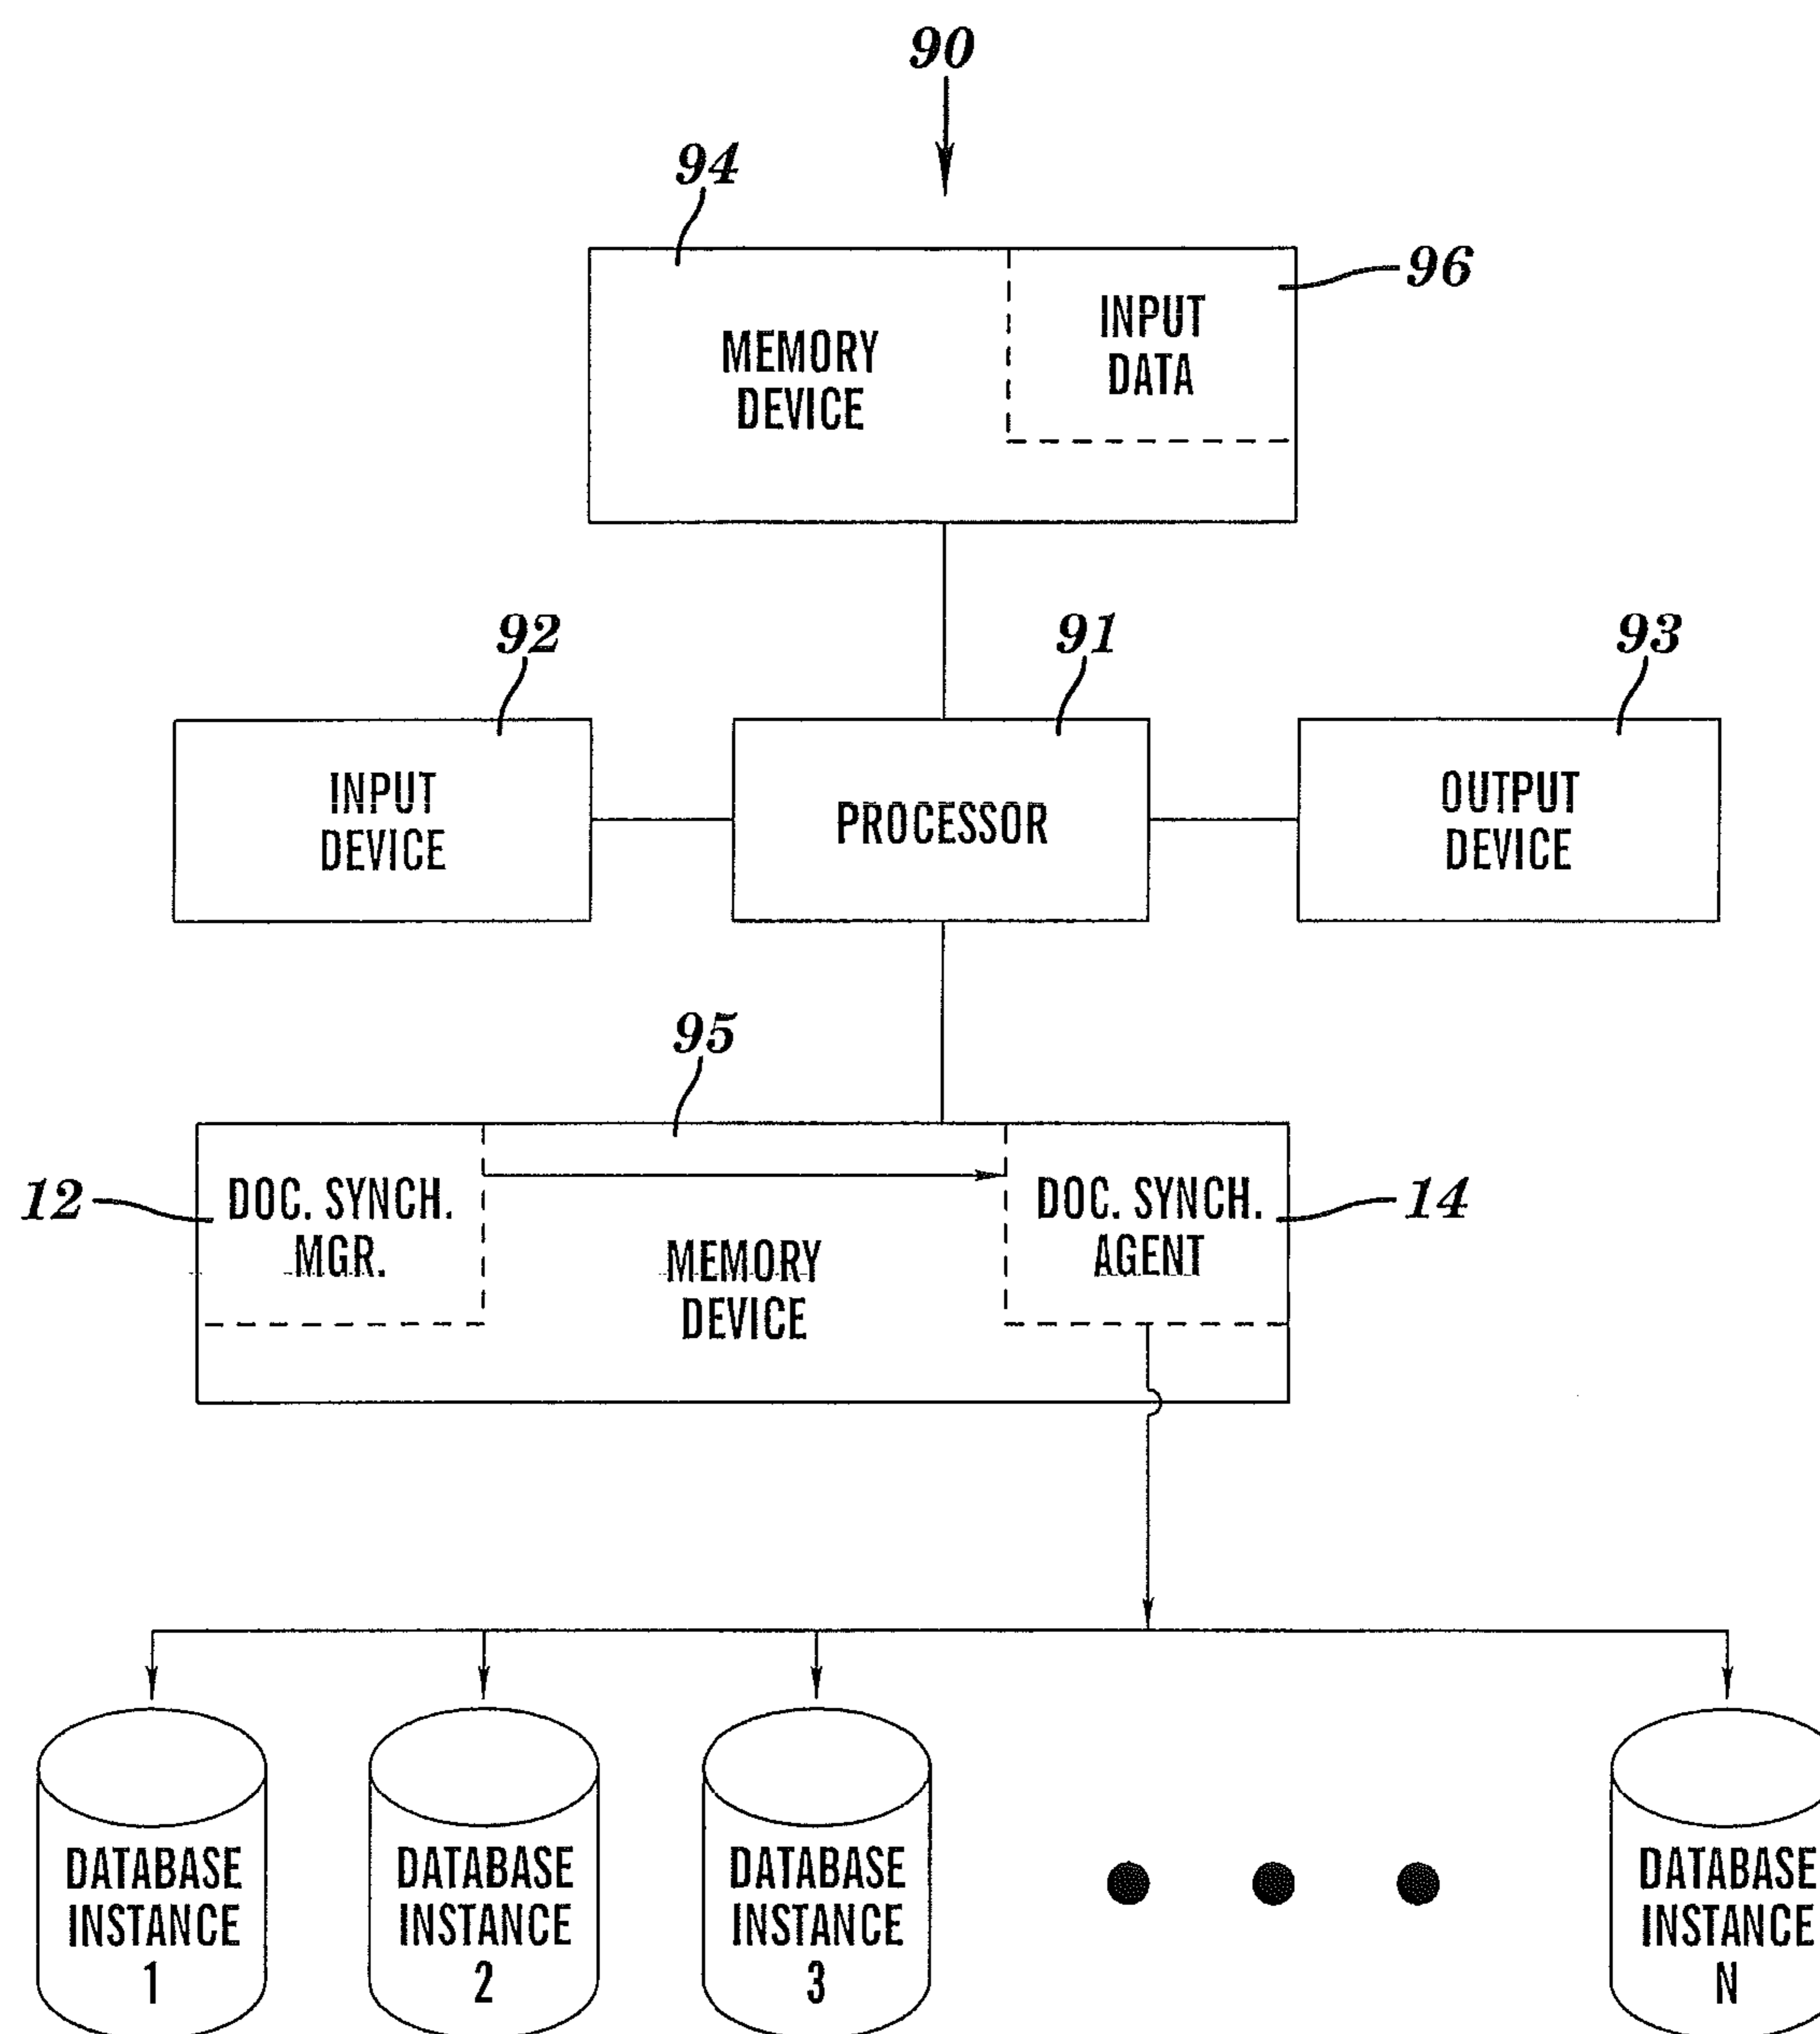 90
94
96
MEMORY
DEVICE
INPUT
DATA
92
91
93
INPUT
DEVICE
PROCESSOR
OUTPUT
DEVICE
95
12
DOC. SYNCH.
MGR.
MEMORY
DEVICE
DOC. SYNCH.
AGENT
14
DATABASE
INSTANCE
1
DATABASE
INSTANCE
2
DATABASE
INSTANCE
3
DATABASE
INSTANCE
N